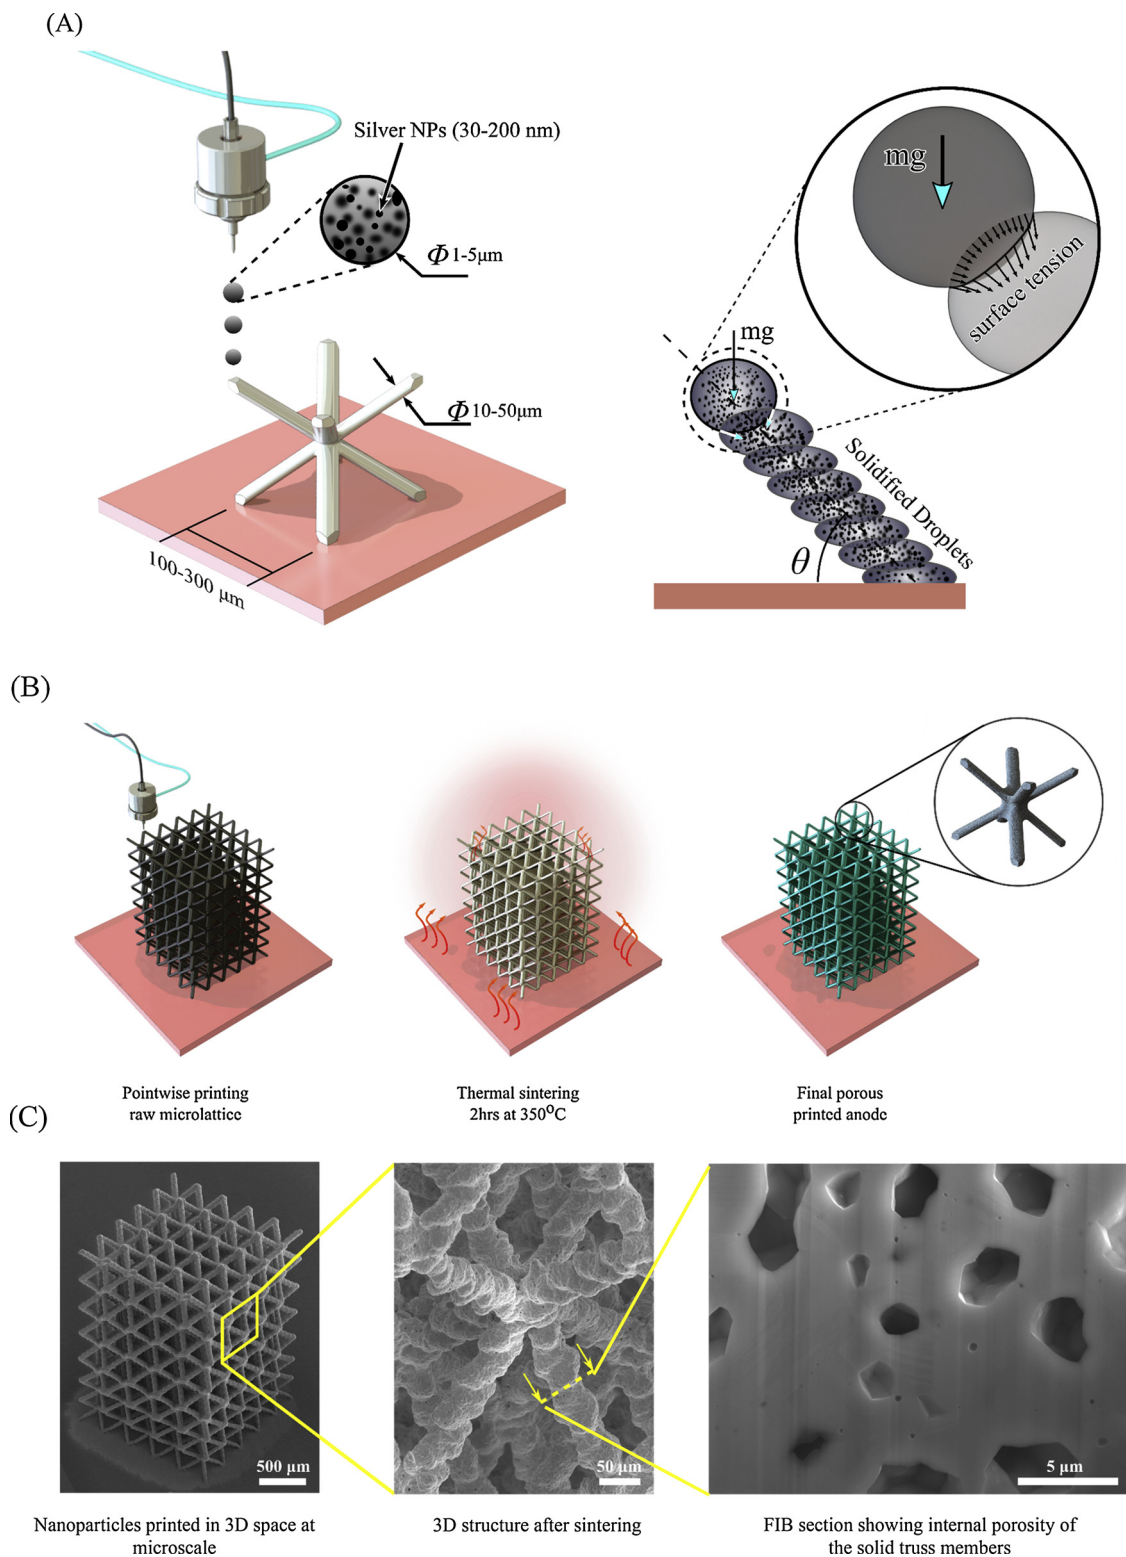 (A)
Silver NPs (30-200 nm)
Φ 1-5μm
Φ 10-50μm
100-300 μm
mg
surface tension
mg
Solidified Droplets
θ
(B)
Pointwise printing
raw microlattice
Thermal sintering
2hrs at 350⁰C
Final porous
printed anode
(C)
500 μm
50 μm
5 μm
Nanoparticles printed in 3D space at
microscale
3D structure after sintering
FIB section showing internal porosity of
the solid truss members